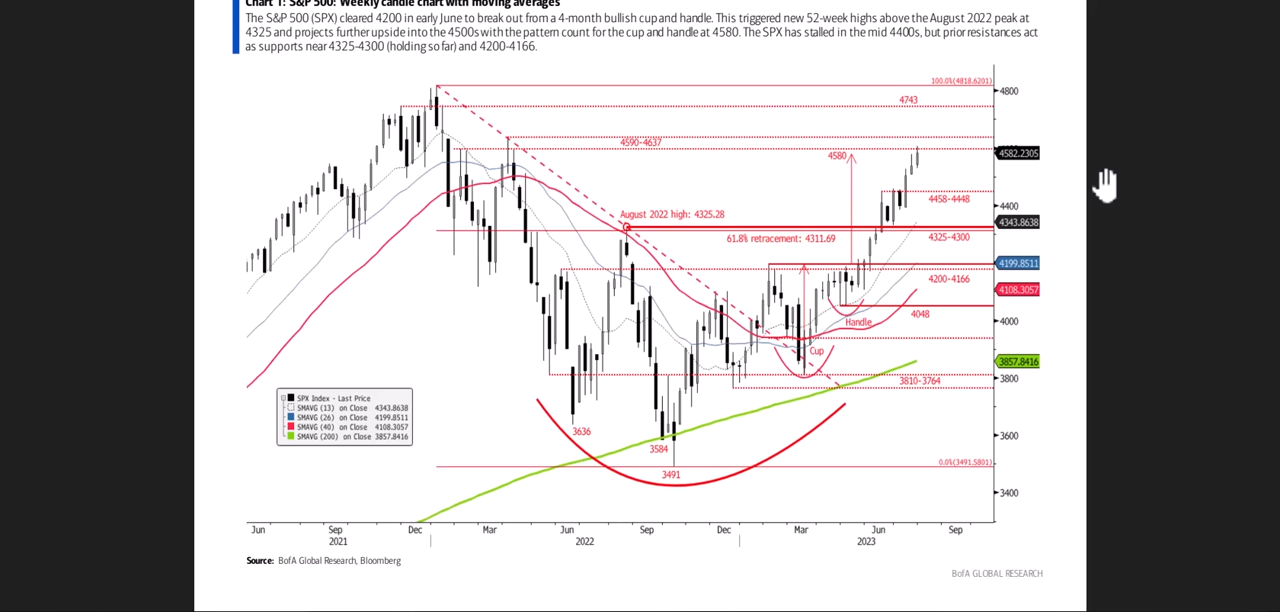 Chart 1: S&P 500: Weekly candle chart with moving averages
The S&P 500 (SPX) cleared 4200 in early June to break out from a 4-month bullish cup and handle. This triggered new 52-week highs above the August 2022 peak at
4325 and projects further upside into the 4500s with the pattern count for the cup and handle at 4580. The SPX has stalled in the mid 4400s, but prior resistances act
as supports near 4325-4300 (holding so far) and 4200-4166.
100.0%(4818.6201)
4800
4743
4590-4637
4580
4582.2305
4458-4448
4400
August 2022 high: 4325.28
4343.8638
61.8% retracement: 4311.69
4325-4300
4199.8511
4200-4166
4108.3057
4048
Handle
4000
Cup
3857.8416
3810-3764
3800
SPX Index - Last Price
SMAVG (13) on Close 4343.8638
SMAVG (26) on Close 4199.8511
SMAVG (40) on Close 4108.3057
SMAVG (200) on Close 3857.8416
3636
3600
3584
3491
0.0%(3491.5801)
3400
Jun Sep Dec Mar Jun Sep Dec Mar Jun Sep
2021 2022 2023
Source: BofA Global Research, Bloomberg
BofA GLOBAL RESEARCH